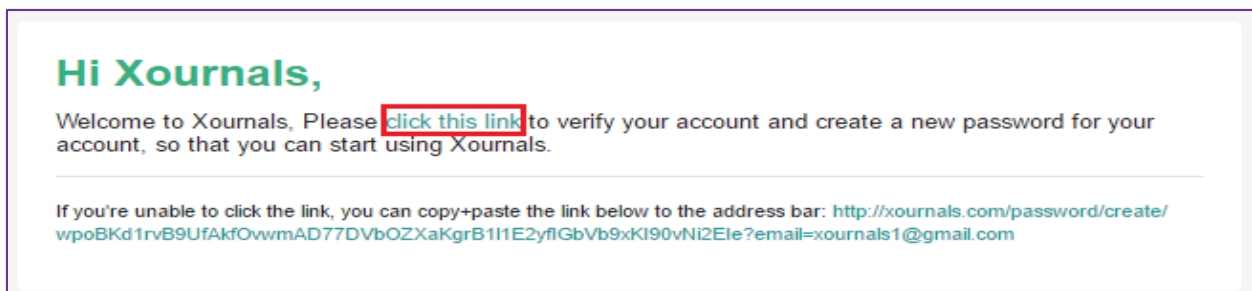 Hi Xournals,
Welcome to Xournals, Please click this link to verify your account and create a new password for your
account, so that you can start using Xournals.
If you're unable to click the link, you can copy+paste the link below to the address bar: http://xournals.com/password/create/
wpoBKd1rvB9UfAkfOvwmAD77DVbOZXaKgrB1I1E2yflGbVb9xKI90vNi2EIe?email=xournals1@gmail.com